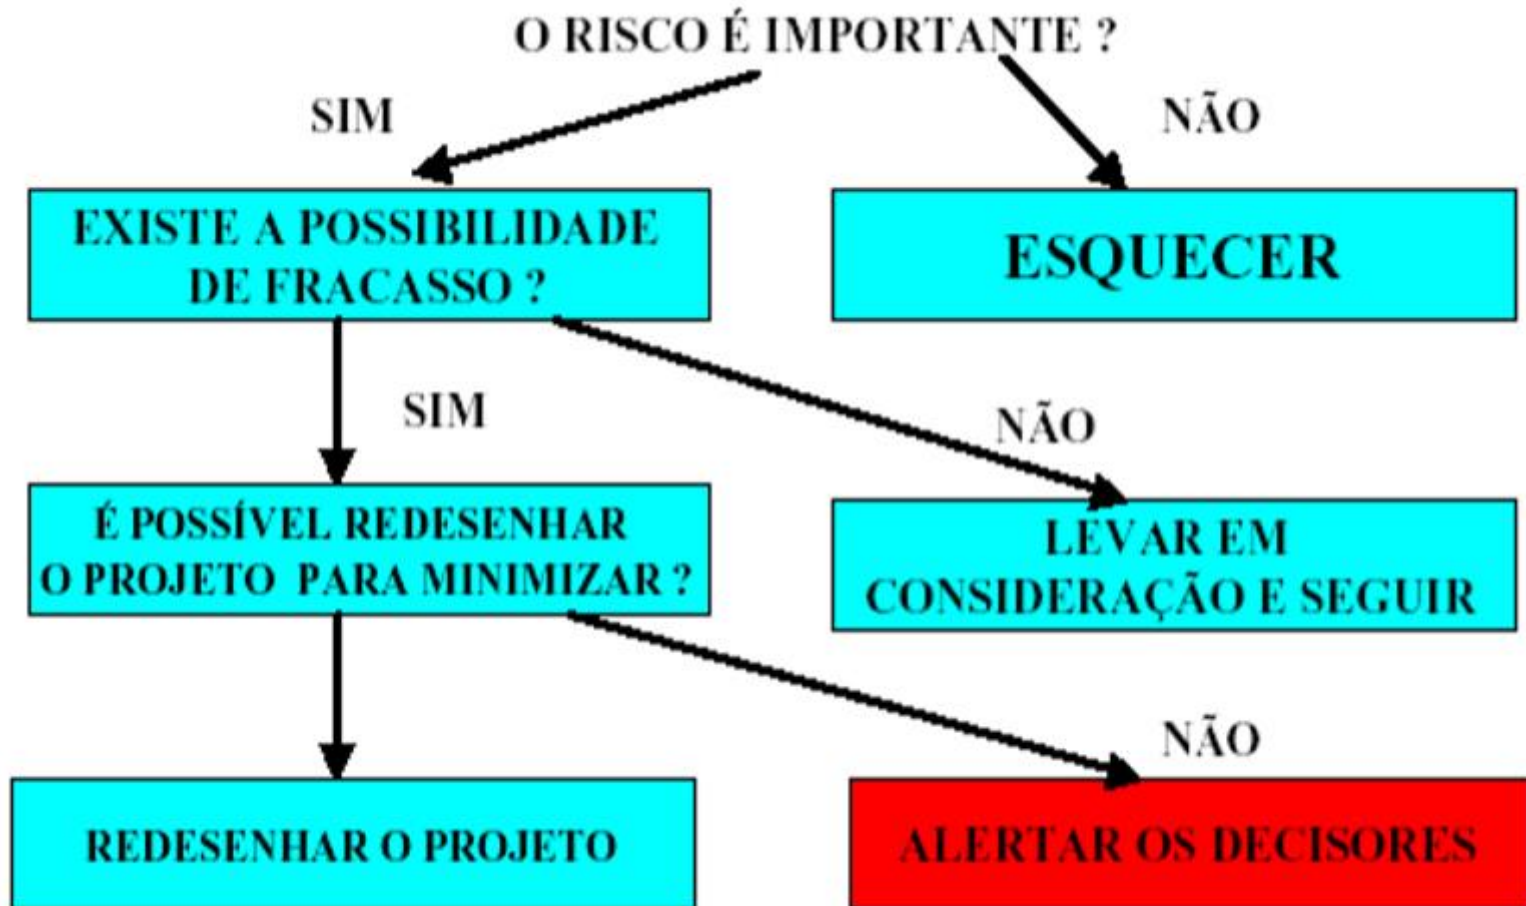 O RISCO É IMPORTANTE ?
SIM
NÃO
EXISTE A POSSIBILIDADE
DE FRACASSO ?
ESQUECER
SIM
NÃO
É POSSÍVEL REDESENHAR
O PROJETO PARA MINIMIZAR ?
LEVAR EM
CONSIDERAÇÃO E SEGUIR
NÃO
REDESENHAR O PROJETO
ALERTAR OS DECISORES